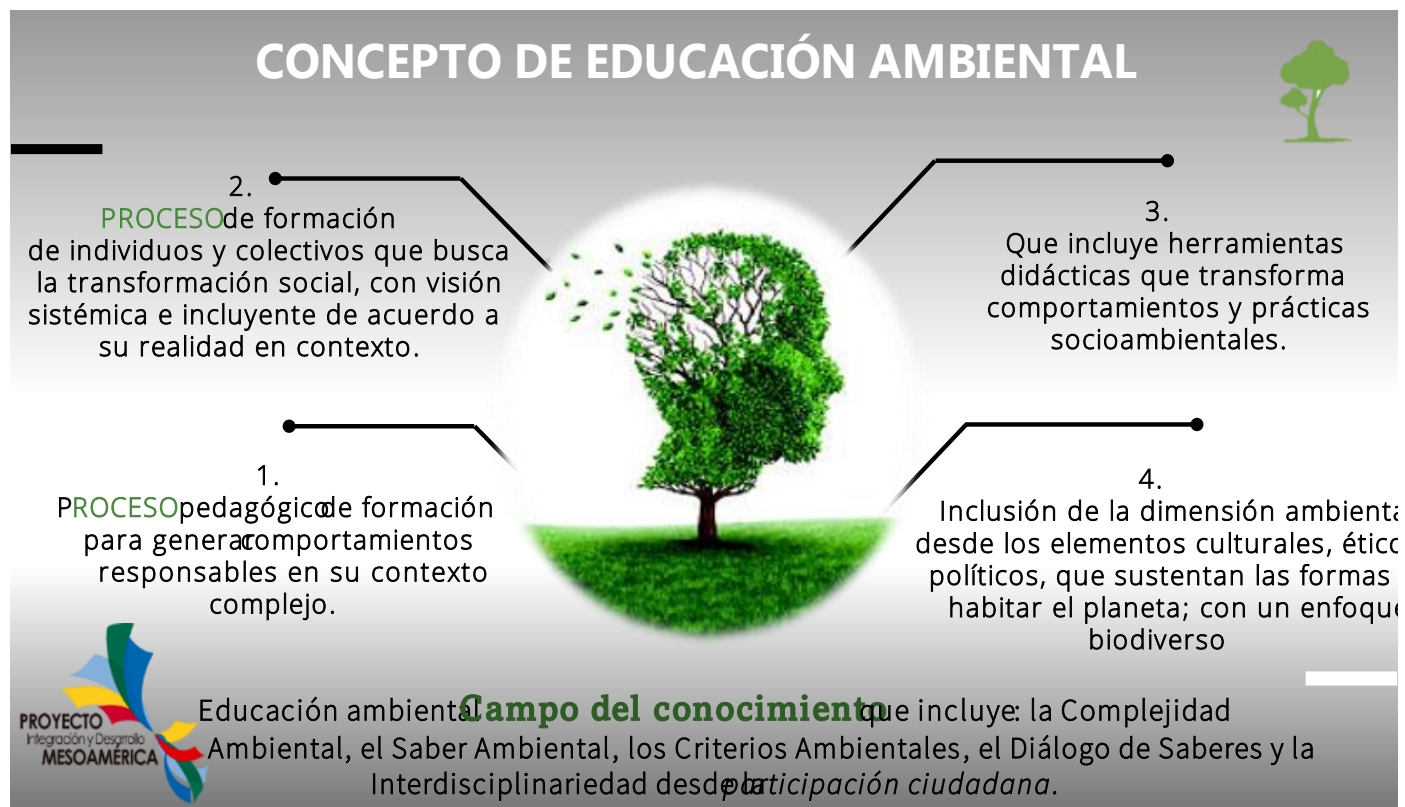 CONCEPTO DE EDUCACIÓN AMBIENTAL
2.
PROCESO de formación
de individuos y colectivos que busca
la transformación social, con visión
sistémica e incluyente de acuerdo a
su realidad en contexto.
3.
Que incluye herramientas
didácticas que transforma
comportamientos y prácticas
socioambientales.
1.
PROCESO pedagógico de formación
para generar comportamientos
responsables en su contexto
complejo.
4.
Inclusión de la dimensión ambienta
desde los elementos culturales, étic
políticos, que sustentan las formas
habitar el planeta; con un enfoque
biodiverso
PROYECTO
Integración y Desarrollo
MESOAMÉRICA
Educación ambiental Campo del conocimiento que incluye: la Complejidad
Ambiental, el Saber Ambiental, los Criterios Ambientales, el Diálogo de Saberes y la
Interdisciplinariedad desde la participación ciudadana.